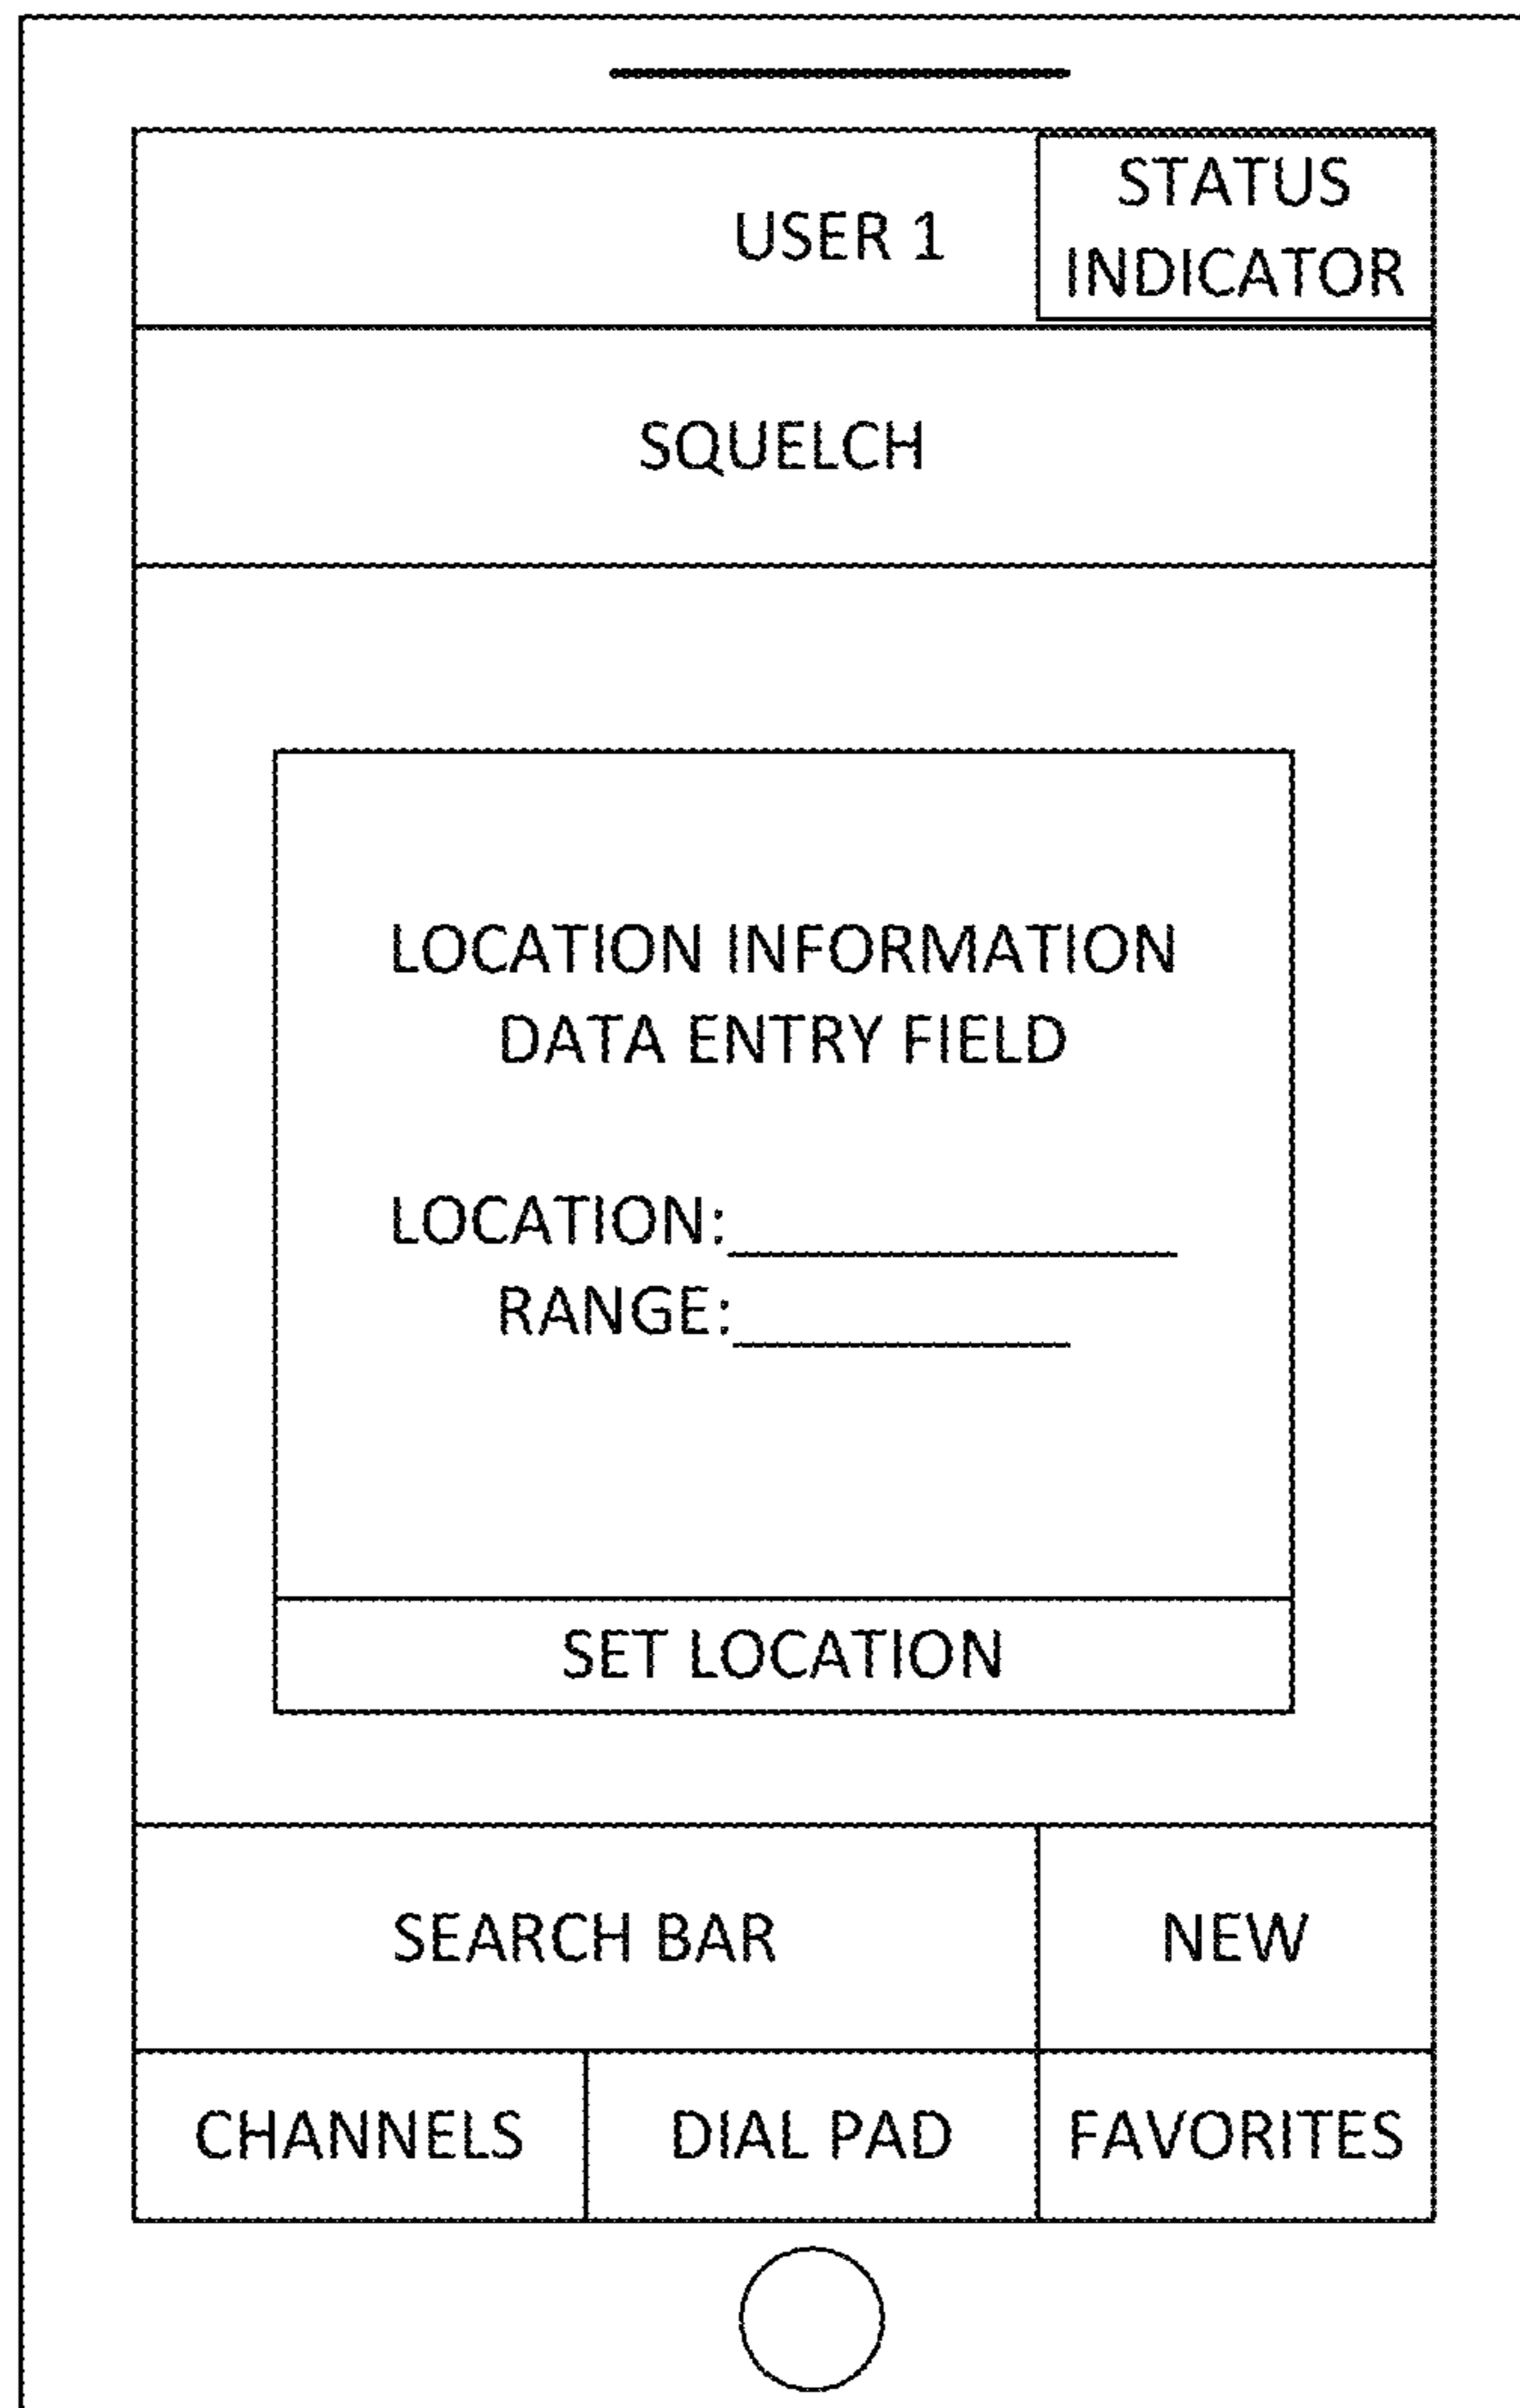 USER 1
STATUS
INDICATOR
SQUELCH
LOCATION INFORMATION
DATA ENTRY FIELD
LOCATION:
RANGE:
SET LOCATION
SEARCH BAR
NEW
CHANNELS
DIAL PAD
FAVORITES